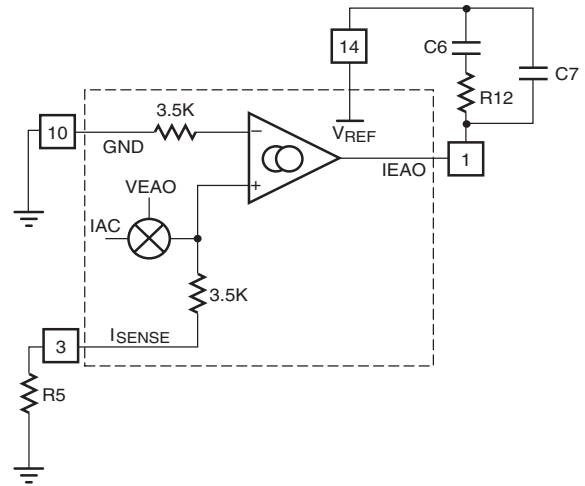 14
C6
C7
R12
3.5K
10
GND
VREF
IEAO
1
VEAO
IAC
3.5K
3
ISENSE
R5